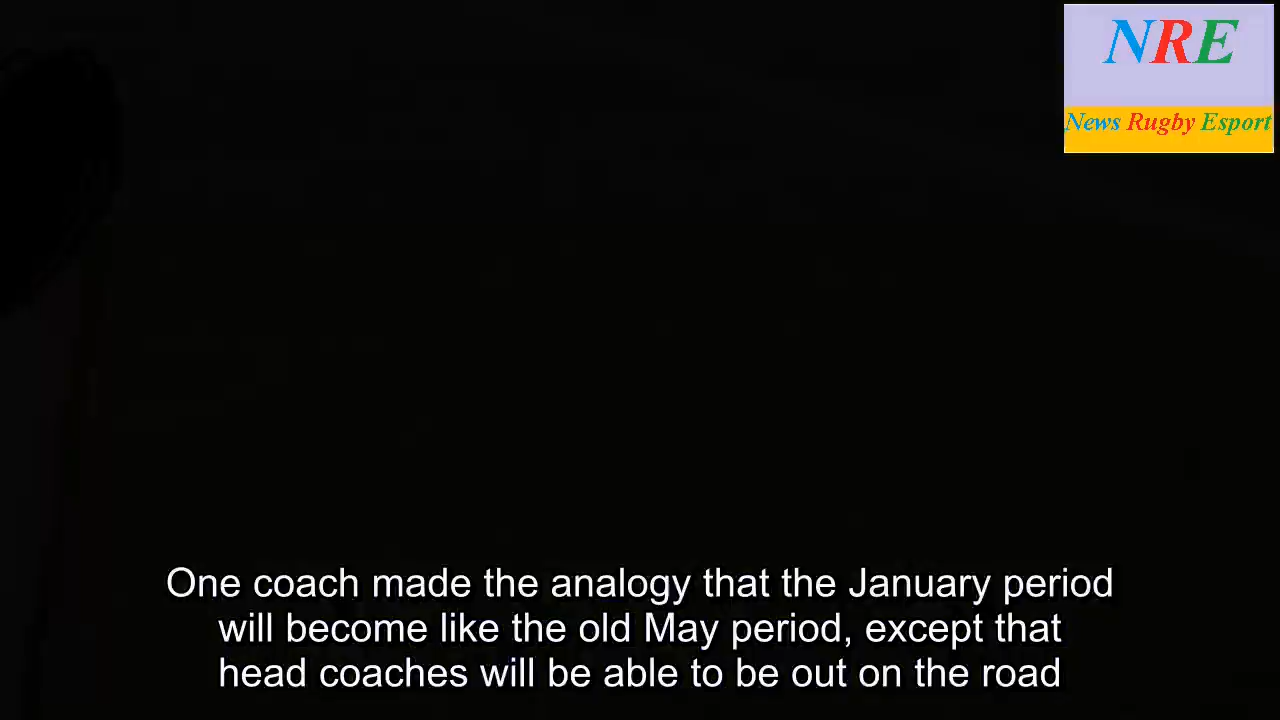 NRE
News Rugby Esport
One coach made the analogy that the January period
will become like the old May period, except that
head coaches will be able to be out on the road